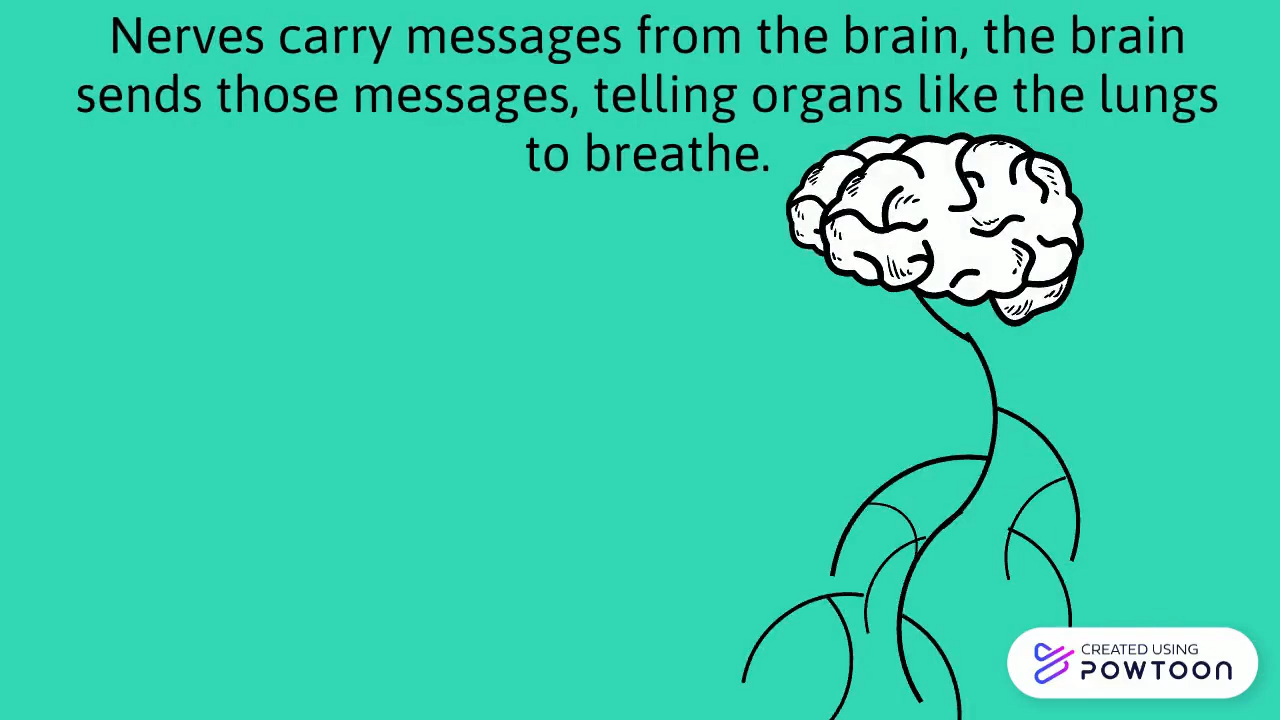 Nerves carry messages from the brain, the brain
sends those messages, telling organs like the lungs
to breathe.
CREATED USING
POWTOON